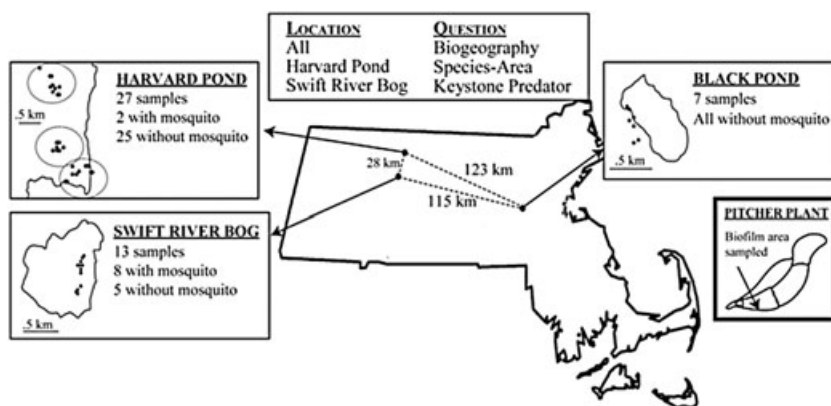 LOCATION QUESTION
All Biogeography
Harvard Pond Species-Area
Swift River Bog Keystone Predator
HARVARD POND
27 samples
2 with mosquito
25 without mosquito
.5 km
BLACK POND
7 samples
All without mosquito
.5 km
28 km
123 km
115 km
SWIFT RIVER BOG
13 samples
8 with mosquito
5 without mosquito
.5 km
PITCHER PLANT
Biofilm area
sampled